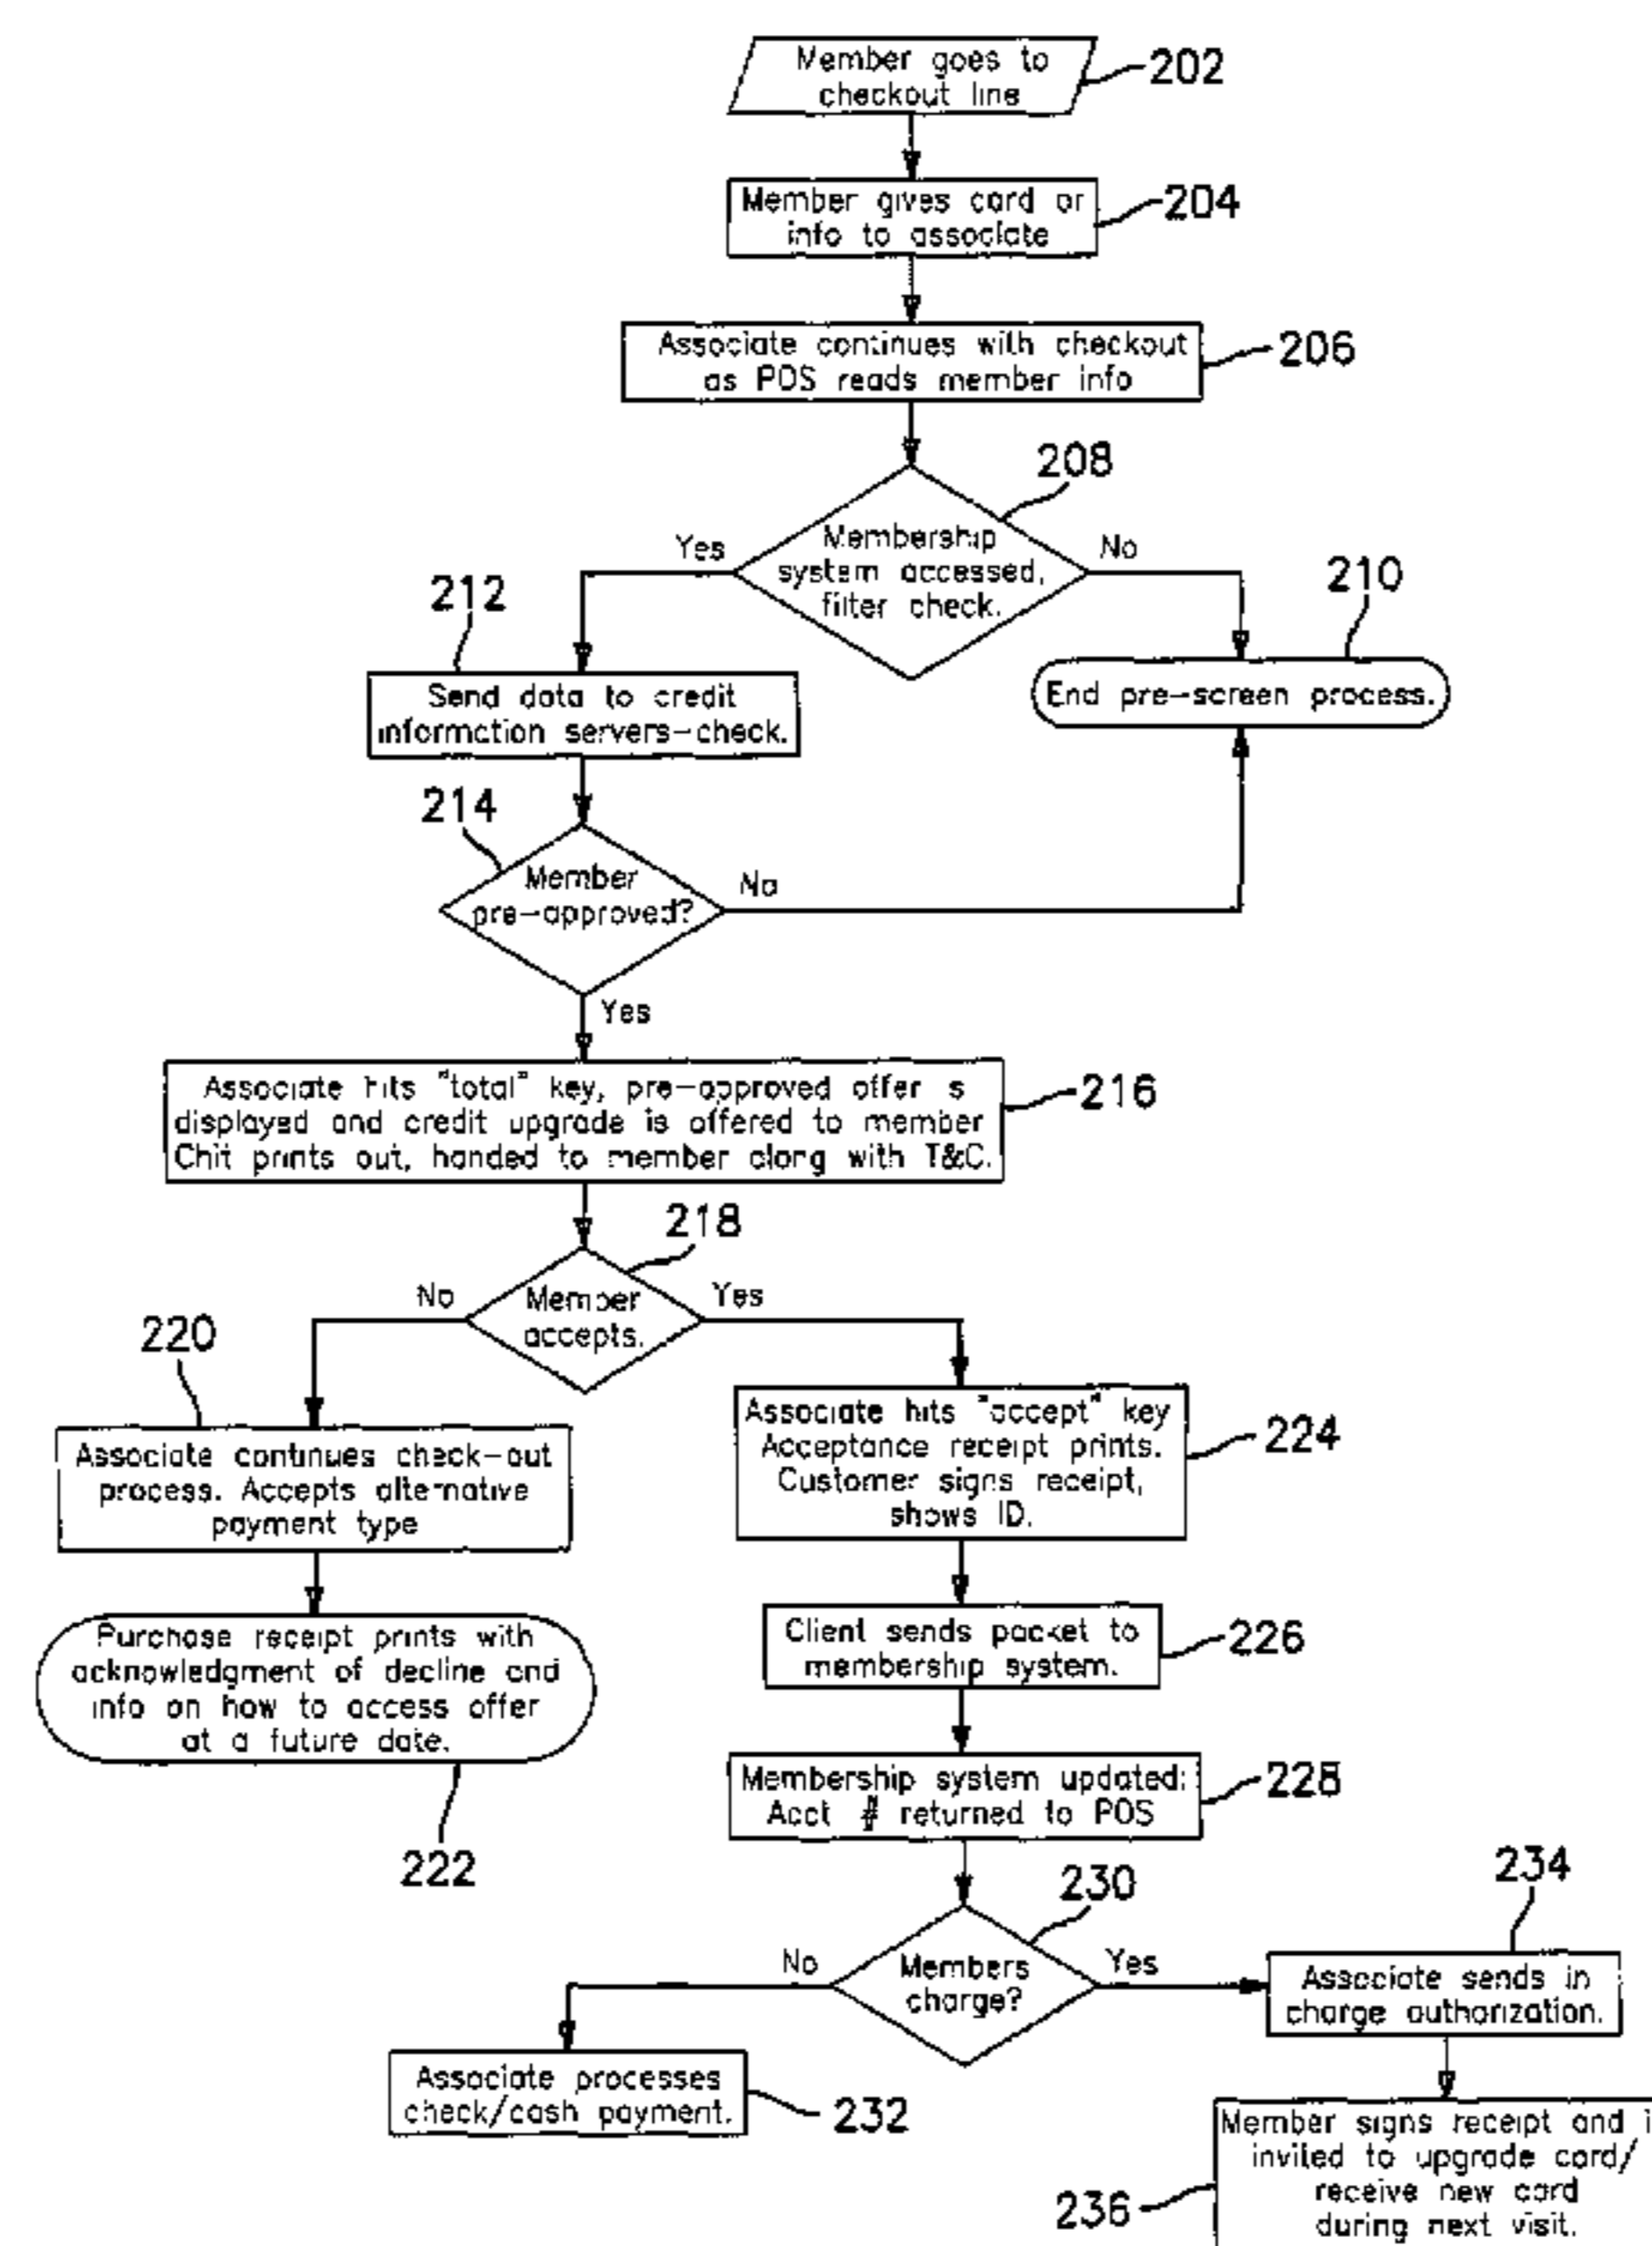 Member goes to
checkout line
202
Member gives card or
info to associate
204
Associate continues with checkout
as POS reads member info
206
208
Membership
system accessed,
filter check.
Yes
No
210
End pre-screen process.
212
Send data to credit
information servers-check.
214
Member
pre-approved?
No
Yes
Associate hits "total" key, pre-approved offer s
displayed and credit upgrade is offered to member
Chit prints out, handed to member along with T&C.
216
218
Member
accepts.
No
Yes
220
Associate continues check-out
process. Accepts alternative
payment type
Purchase receipt prints with
acknowledgment of decline and
info on how to access offer
at a future date.
222
Associate hits "accept" key
Acceptance receipt prints.
Customer signs receipt,
shows ID.
224
Client sends packet to
membership system.
226
Membership system updated:
Acct # returned to POS
228
230
Members
charge?
No
Yes
Associate processes
check/cash payment.
232
234
Associate sends in
charge authorization.
Member signs receipt and i
invited to upgrade card/
receive new card
during next visit.
236